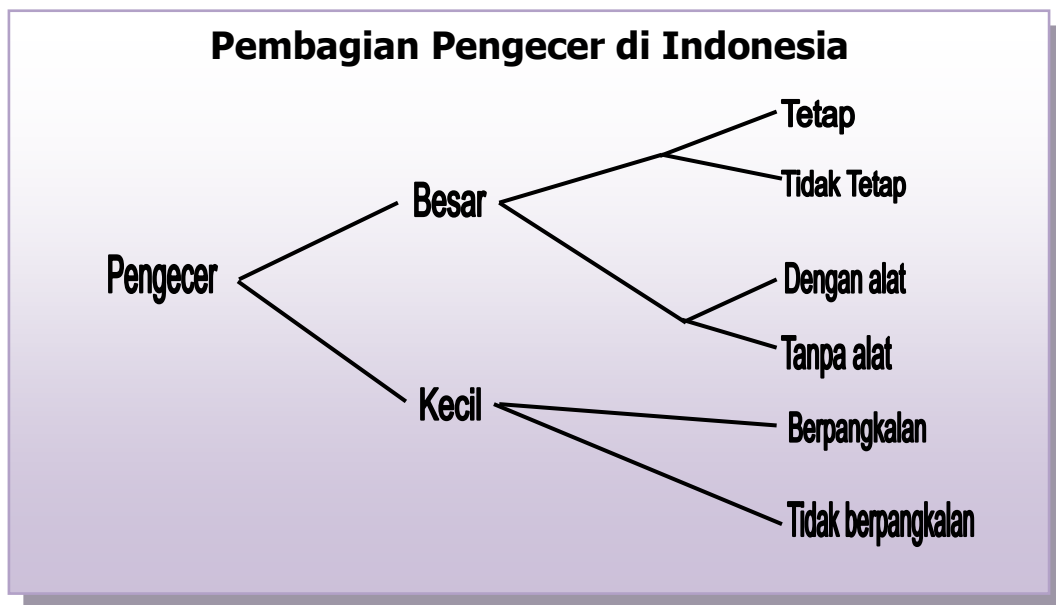 Pembagian Pengecer di Indonesia
Tetap
Tidak Tetap
Besar
Pengecer
Dengan alat
Tanpa alat
Kecil
Berpangkalan
Tidak berpangkalan